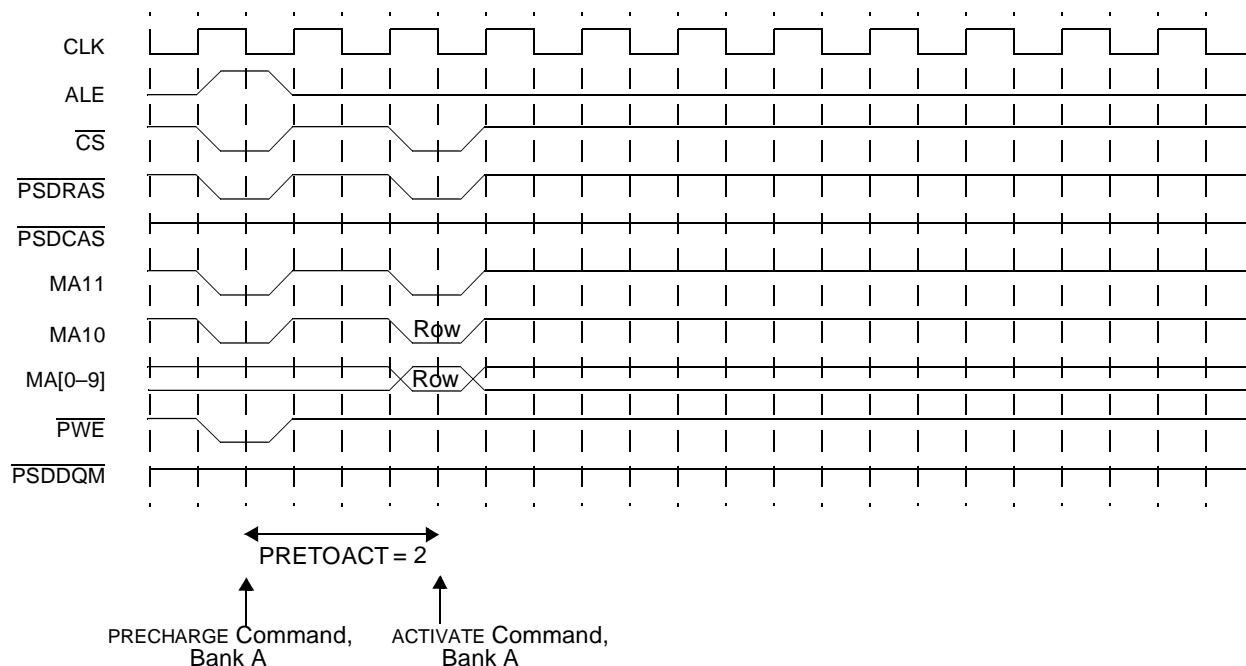 CLK
ALE
CS
PSDRAS
PSDCAS
MA11
MA10
Row
MA[0–9]
Row
PWE
PSDDQM
PRETOACT = 2
PRECHARGE Command,
Bank A
ACTIVATE Command,
Bank A